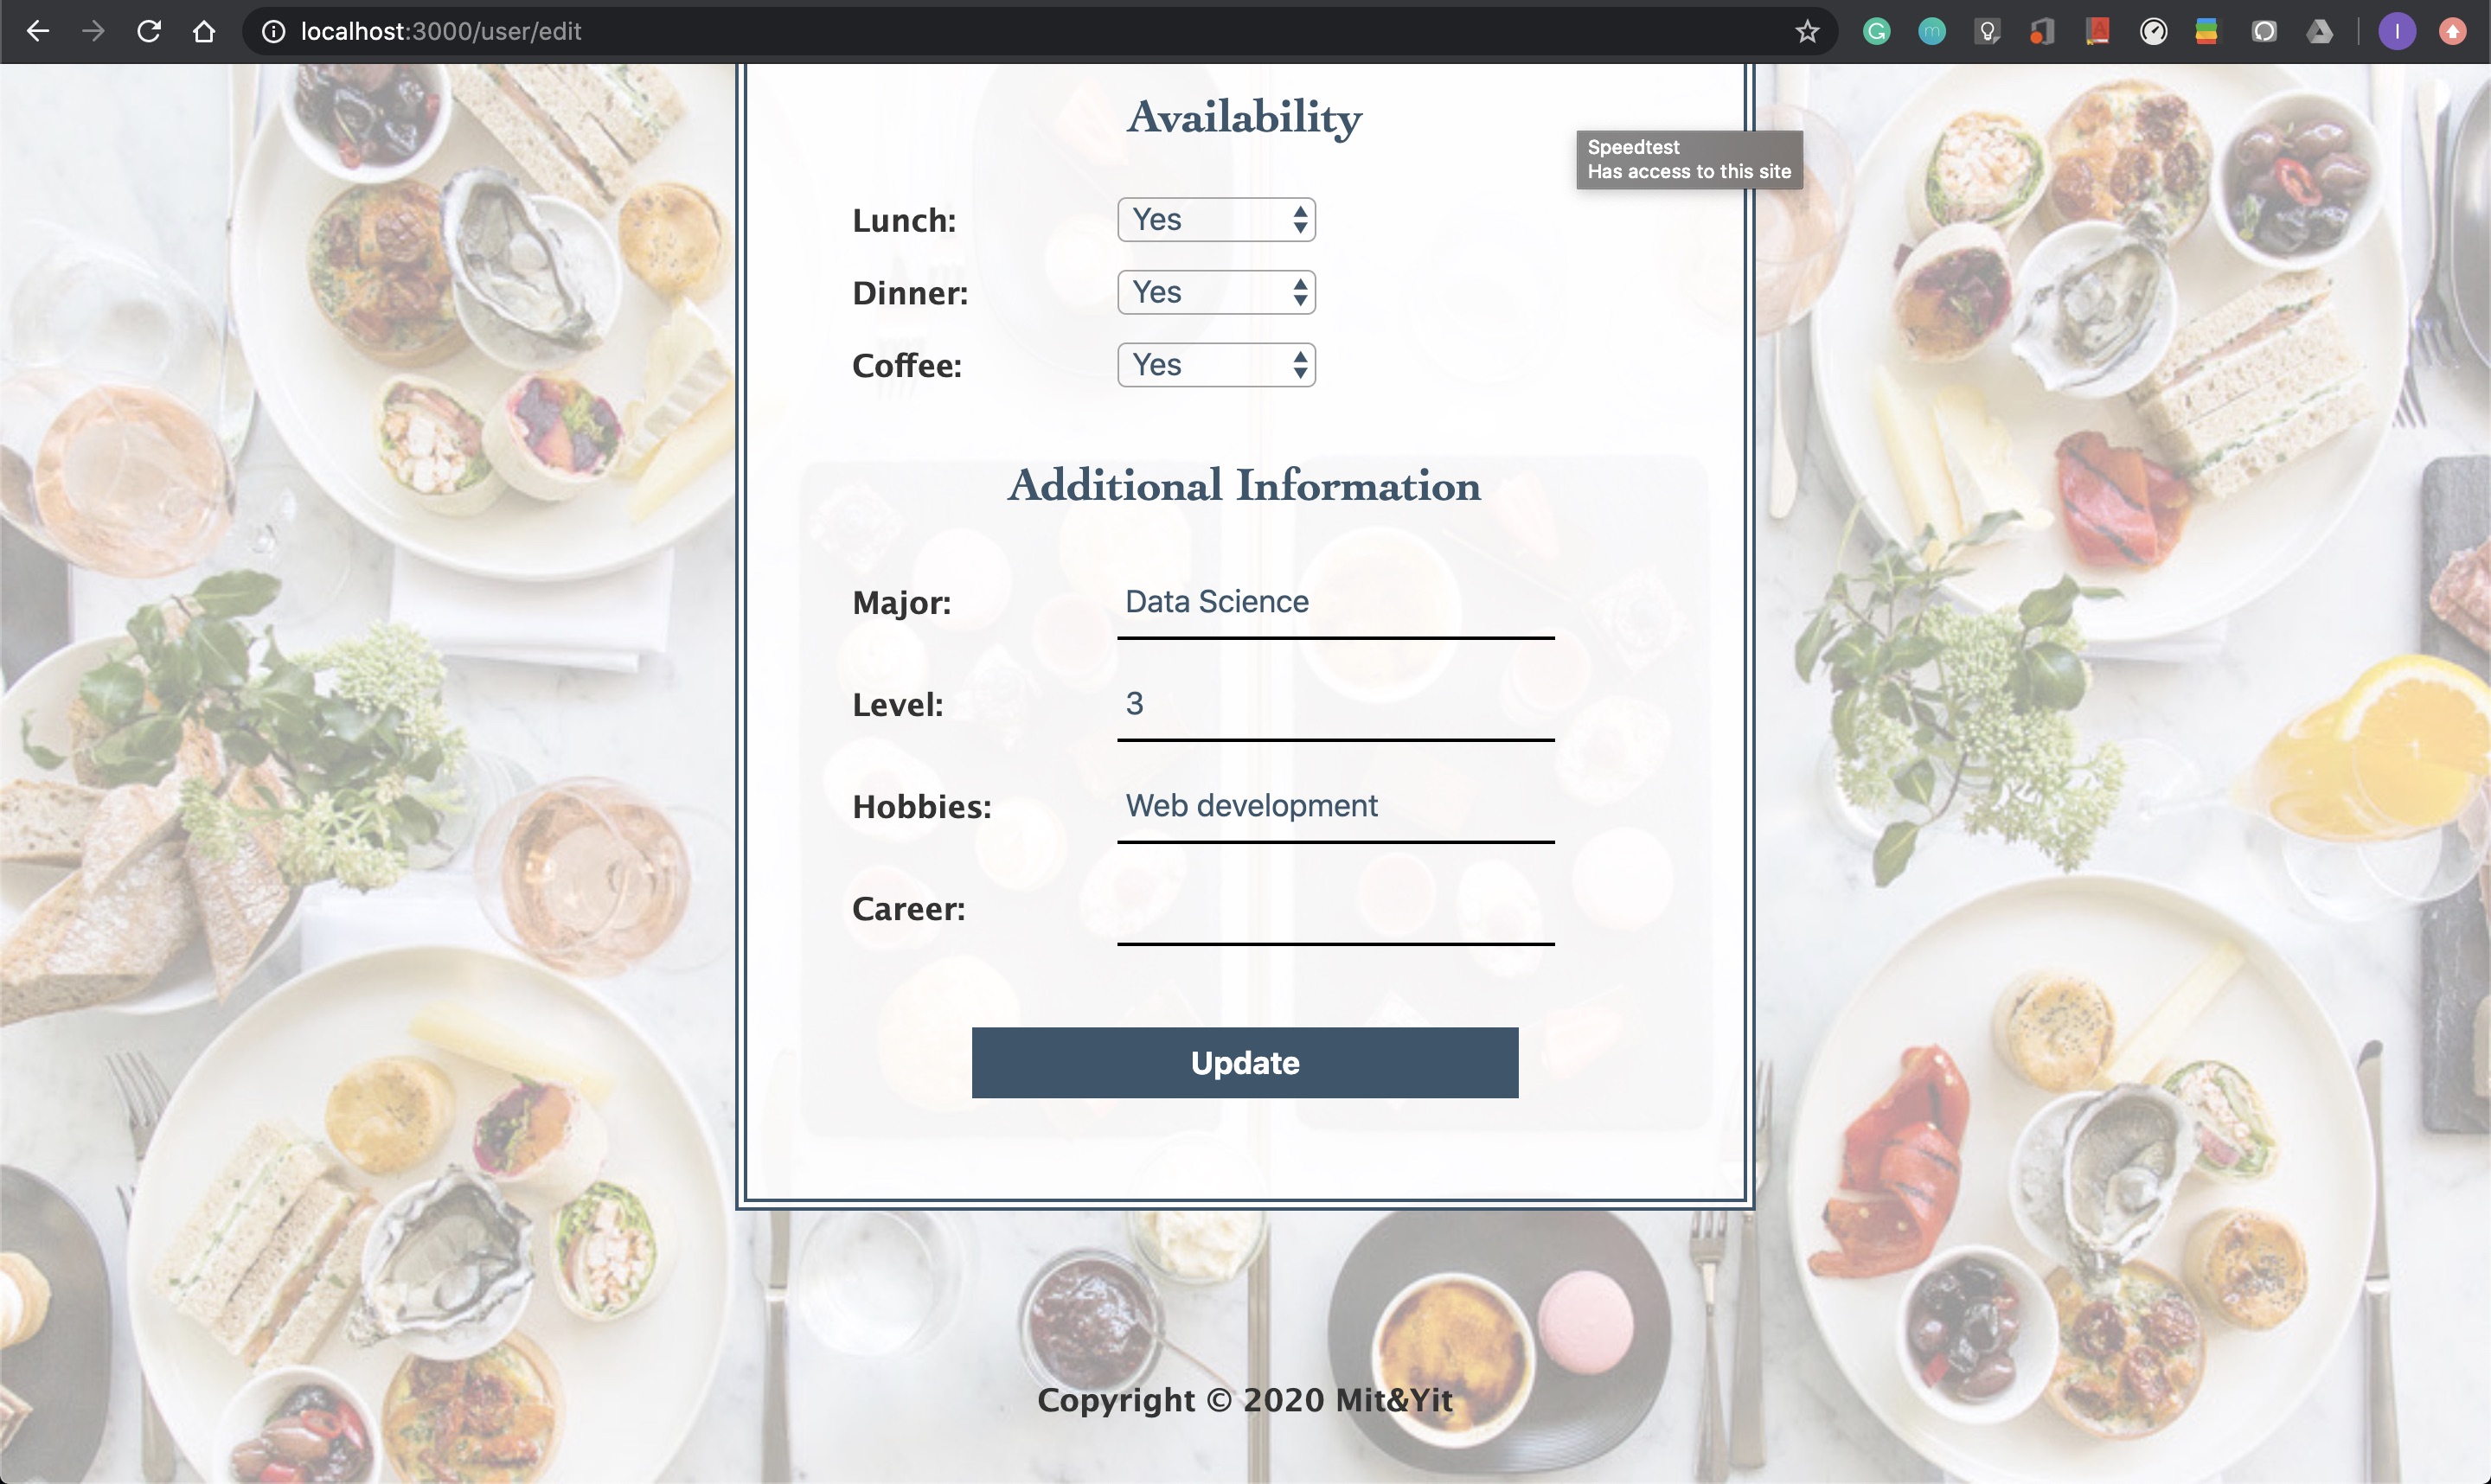 localhost:3000/user/edit
Availability
Speedtest
Has access to this site
Lunch: Yes
Dinner: Yes
Coffee: Yes
Additional Information
Major: Data Science
Level: 3
Hobbies: Web development
Career:
Update
Copyright © 2020 Mit&Yit